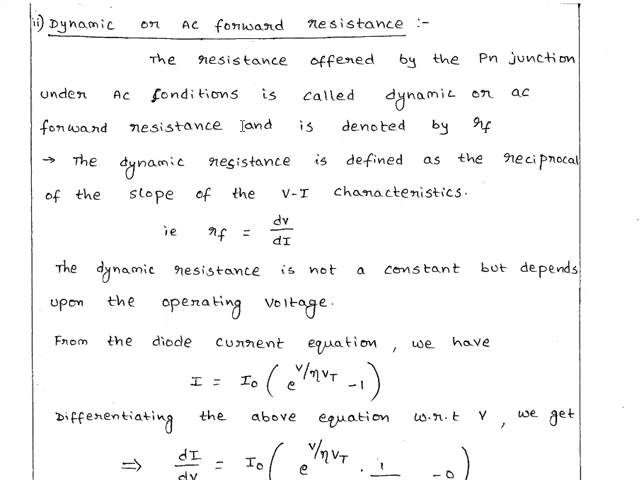 ii) Dynamic or Ac forward resistance :-
The resistance offered by the Pn junction
under Ac Conditions is called dynamic or ac
forward resistance and is denoted by rf
→ The dynamic resistance is defined as the reciprocal
of the slope of the V-I characteristics.
ie rf = dv/dI
The dynamic resistance is not a constant but depends
upon the operating voltage.
From the diode current equation, we have
I = I₀ ( e^(V/ηVT) - 1 )
Differentiating the above equation w.r.t V, we get
⇒ dI/dv = I₀ ( e^(V/ηVT) . 1/ - 0 )